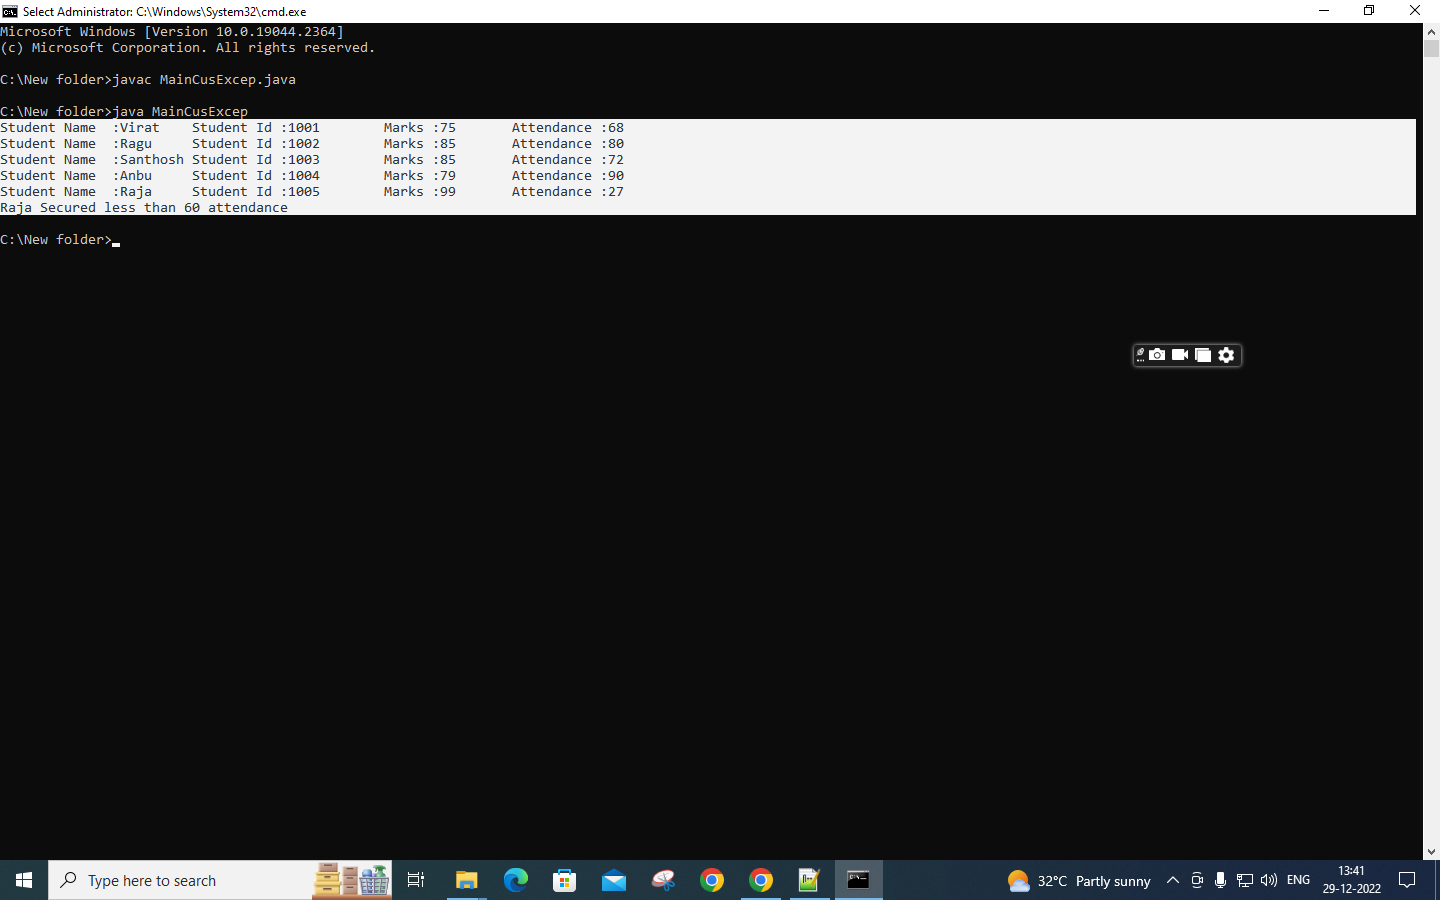 Select Administrator: C:\Windows\System32\cmd.exe
Microsoft Windows [Version 10.0.19044.2364]
(c) Microsoft Corporation. All rights reserved.
C:\New folder>javac MainCusExcep.java
C:\New folder>java MainCusExcep
Student Name  :Virat    Student Id :1001        Marks :75       Attendance :68
Student Name  :Ragu     Student Id :1002        Marks :85       Attendance :80
Student Name  :Santhosh Student Id :1003        Marks :85       Attendance :72
Student Name  :Anbu     Student Id :1004        Marks :79       Attendance :90
Student Name  :Raja     Student Id :1005        Marks :99       Attendance :27
Raja Secured less than 60 attendance
C:\New folder>
Type here to search
32°C Partly sunny
ENG
13:41
29-12-2022